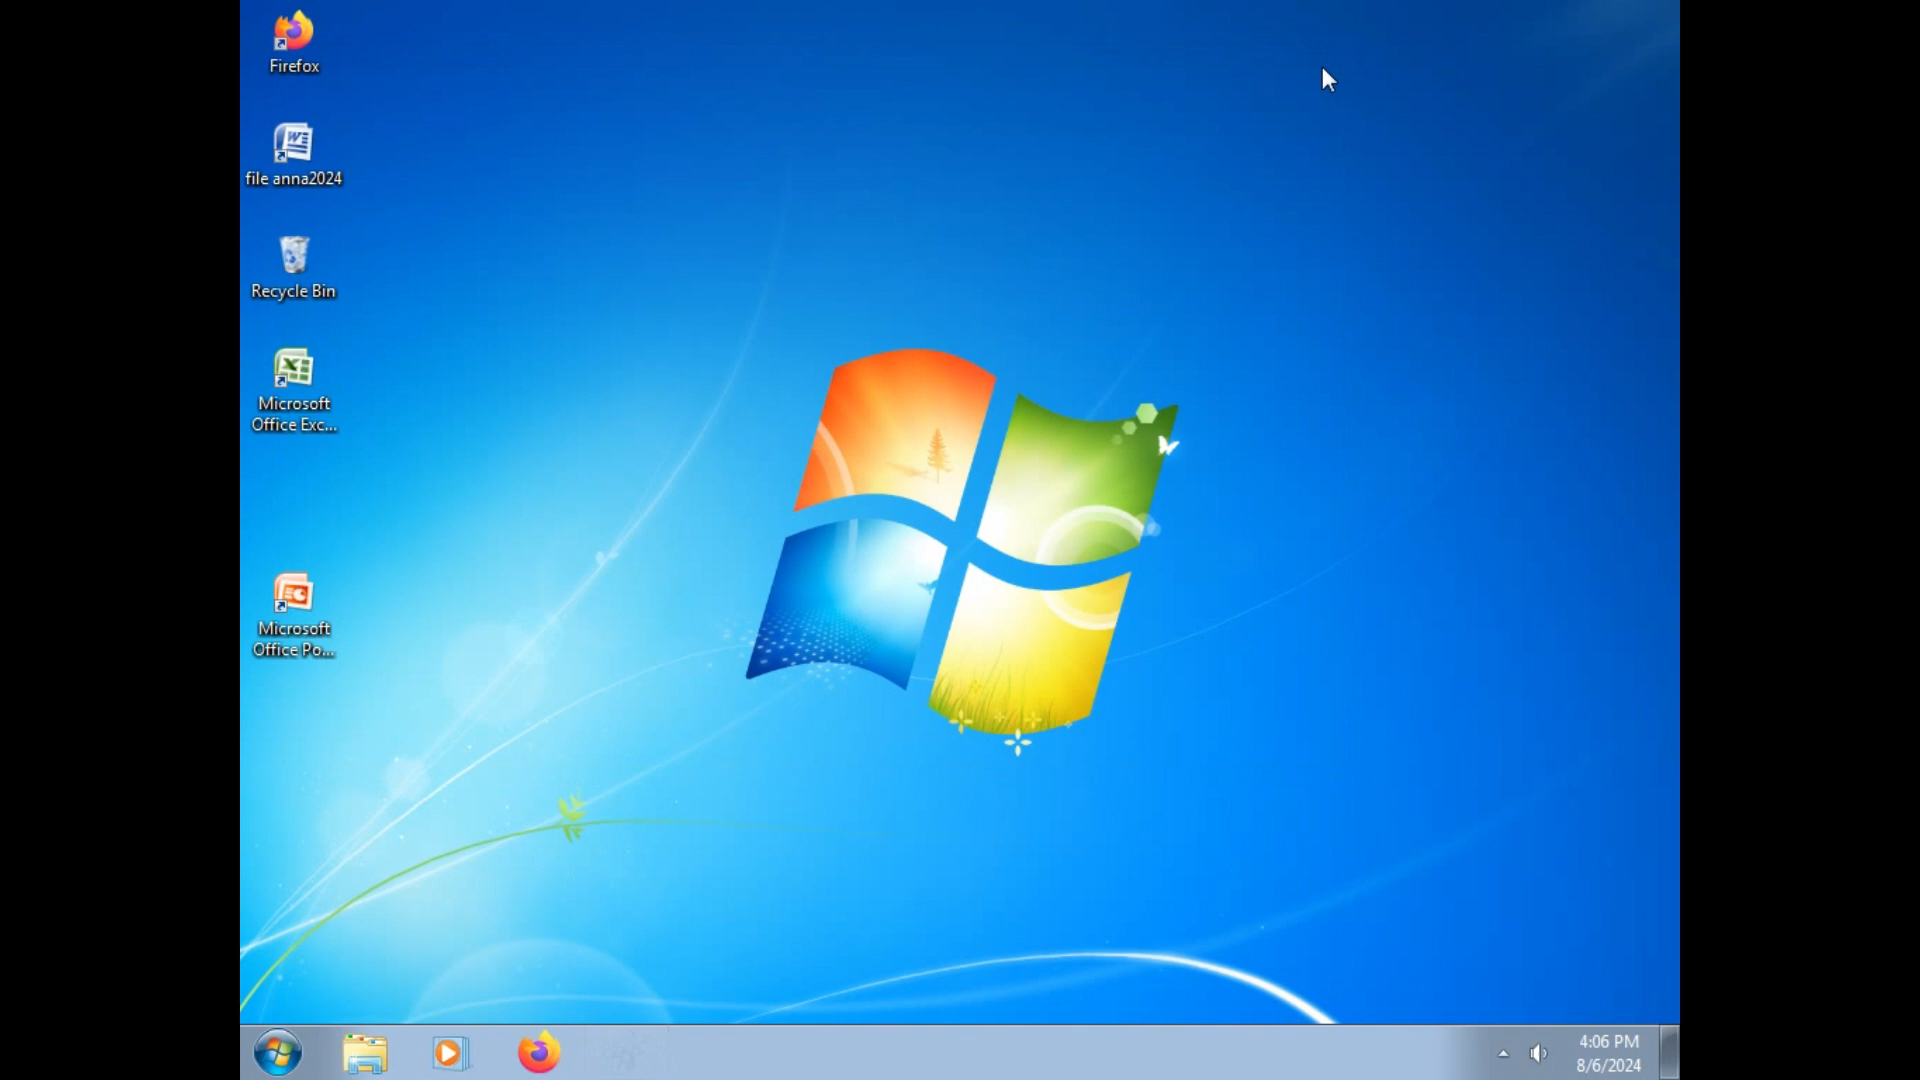 Firefox
file anna2024
Recycle Bin
Microsoft
Office Exc...
Microsoft
Office Po...
4:06 PM
8/6/2024